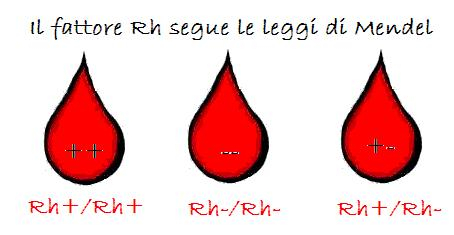 Il fattore Rh segue le leggi di Mendel
++ -- +-
Rh+/Rh+ Rh-/Rh- Rh+/Rh-